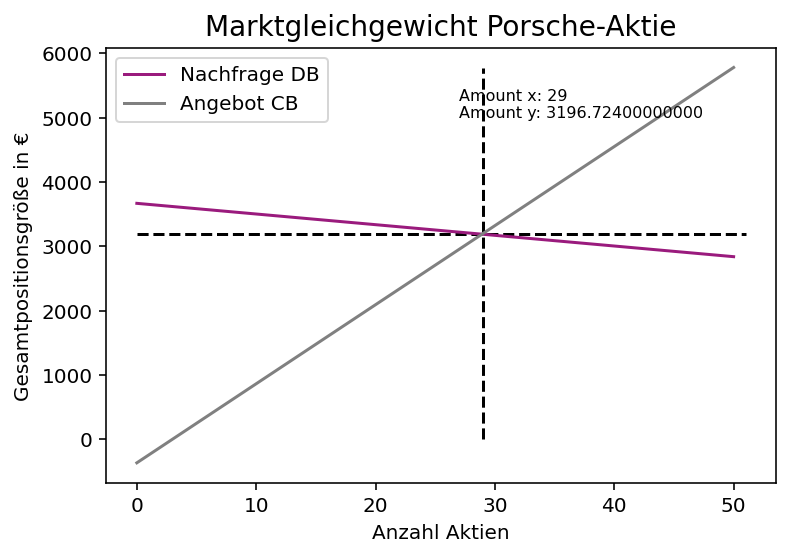 Marktgleichgewicht Porsche-Aktie
Nachfrage DB
Angebot CB
Amount x: 29
Amount y: 3196.72400000000
Gesamtpositionsgröße in €
6000
5000
4000
3000
2000
1000
0
0 10 20 30 40 50
Anzahl Aktien